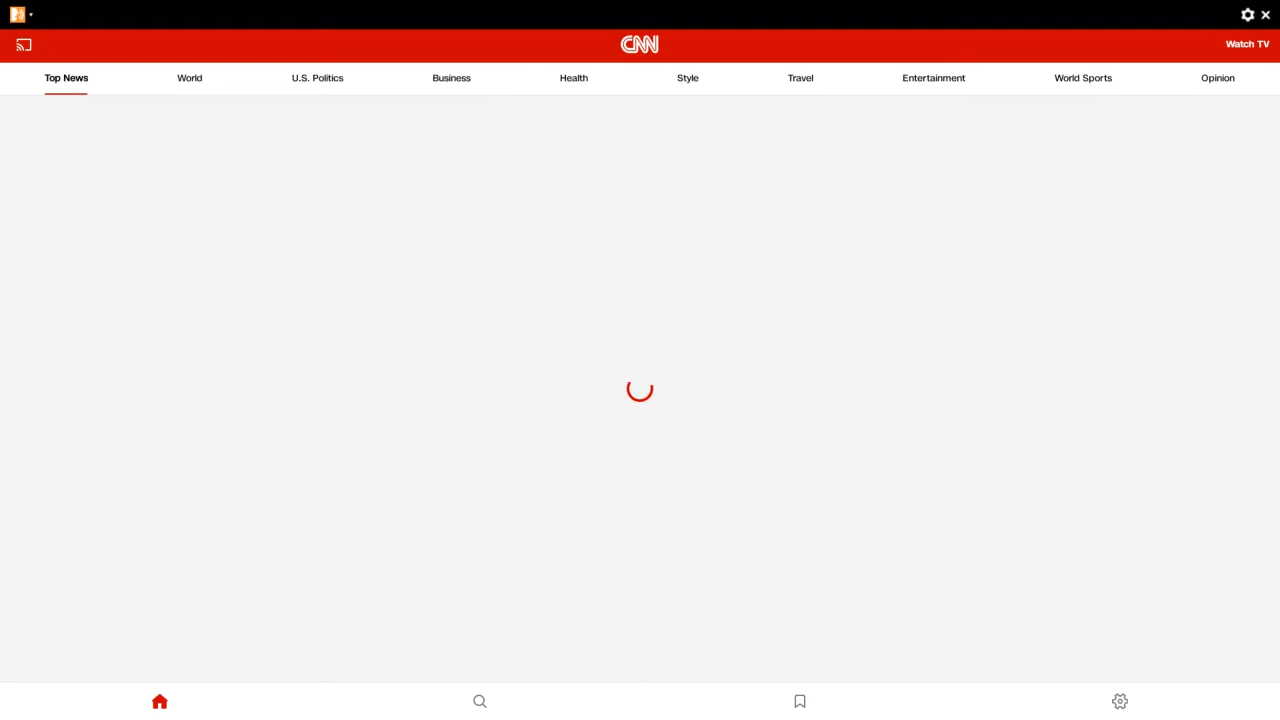 CNN
Watch TV
Top News
World
U.S. Politics
Business
Health
Style
Travel
Entertainment
World Sports
Opinion